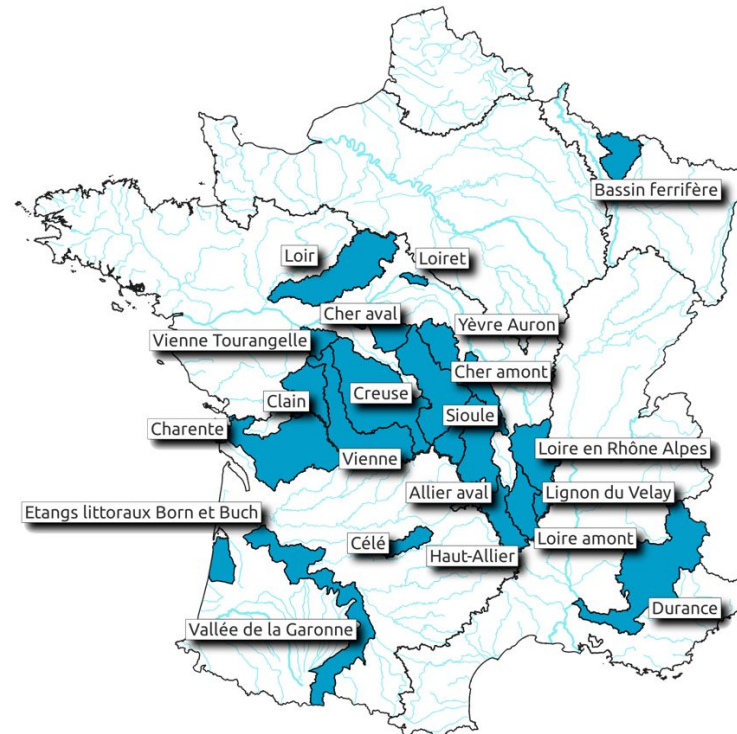 Bassin ferrifère
Loir
Loiret
Cher aval
Yèvre Auron
Vienne Tourangelle
Cher amont
Creuse
Clain
Sioule
Charente
Loire en Rhône Alpes
Vienne
Allier aval
Lignon du Velay
Etangs littoraux Born et Buch
Célé
Loire amont
Haut-Allier
Durance
Vallée de la Garonne